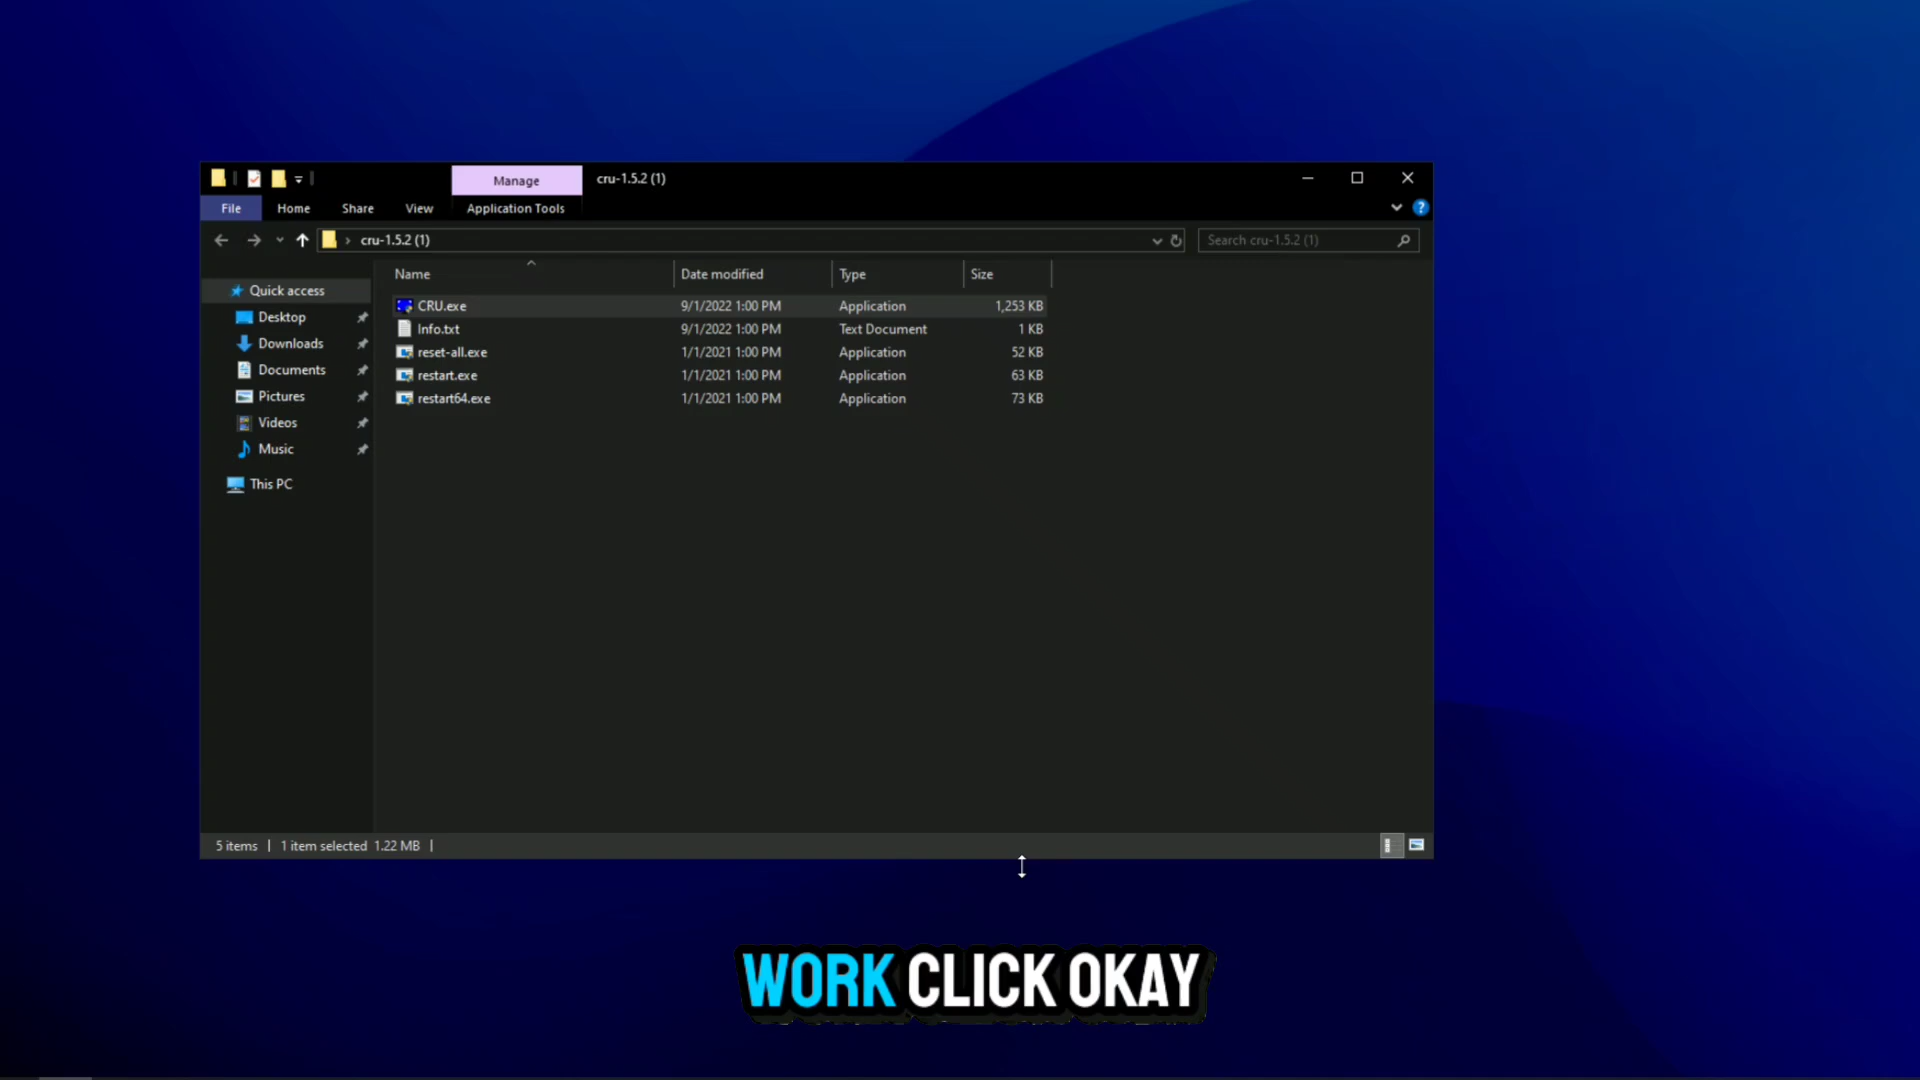 Manage
cru-1.5.2 (1)
File
Home
Share
View
Application Tools
cru-1.5.2 (1)
Search cru-1.5.2 (1)
Name
Date modified
Type
Size
Quick access
Desktop
Downloads
Documents
Pictures
Videos
Music
This PC
CRU.exe 9/1/2022 1:00 PM Application 1,253 KB
Info.txt 9/1/2022 1:00 PM Text Document 1 KB
reset-all.exe 1/1/2021 1:00 PM Application 52 KB
restart.exe 1/1/2021 1:00 PM Application 63 KB
restart64.exe 1/1/2021 1:00 PM Application 73 KB
5 items
1 item selected 1.22 MB
WORK CLICK OKAY